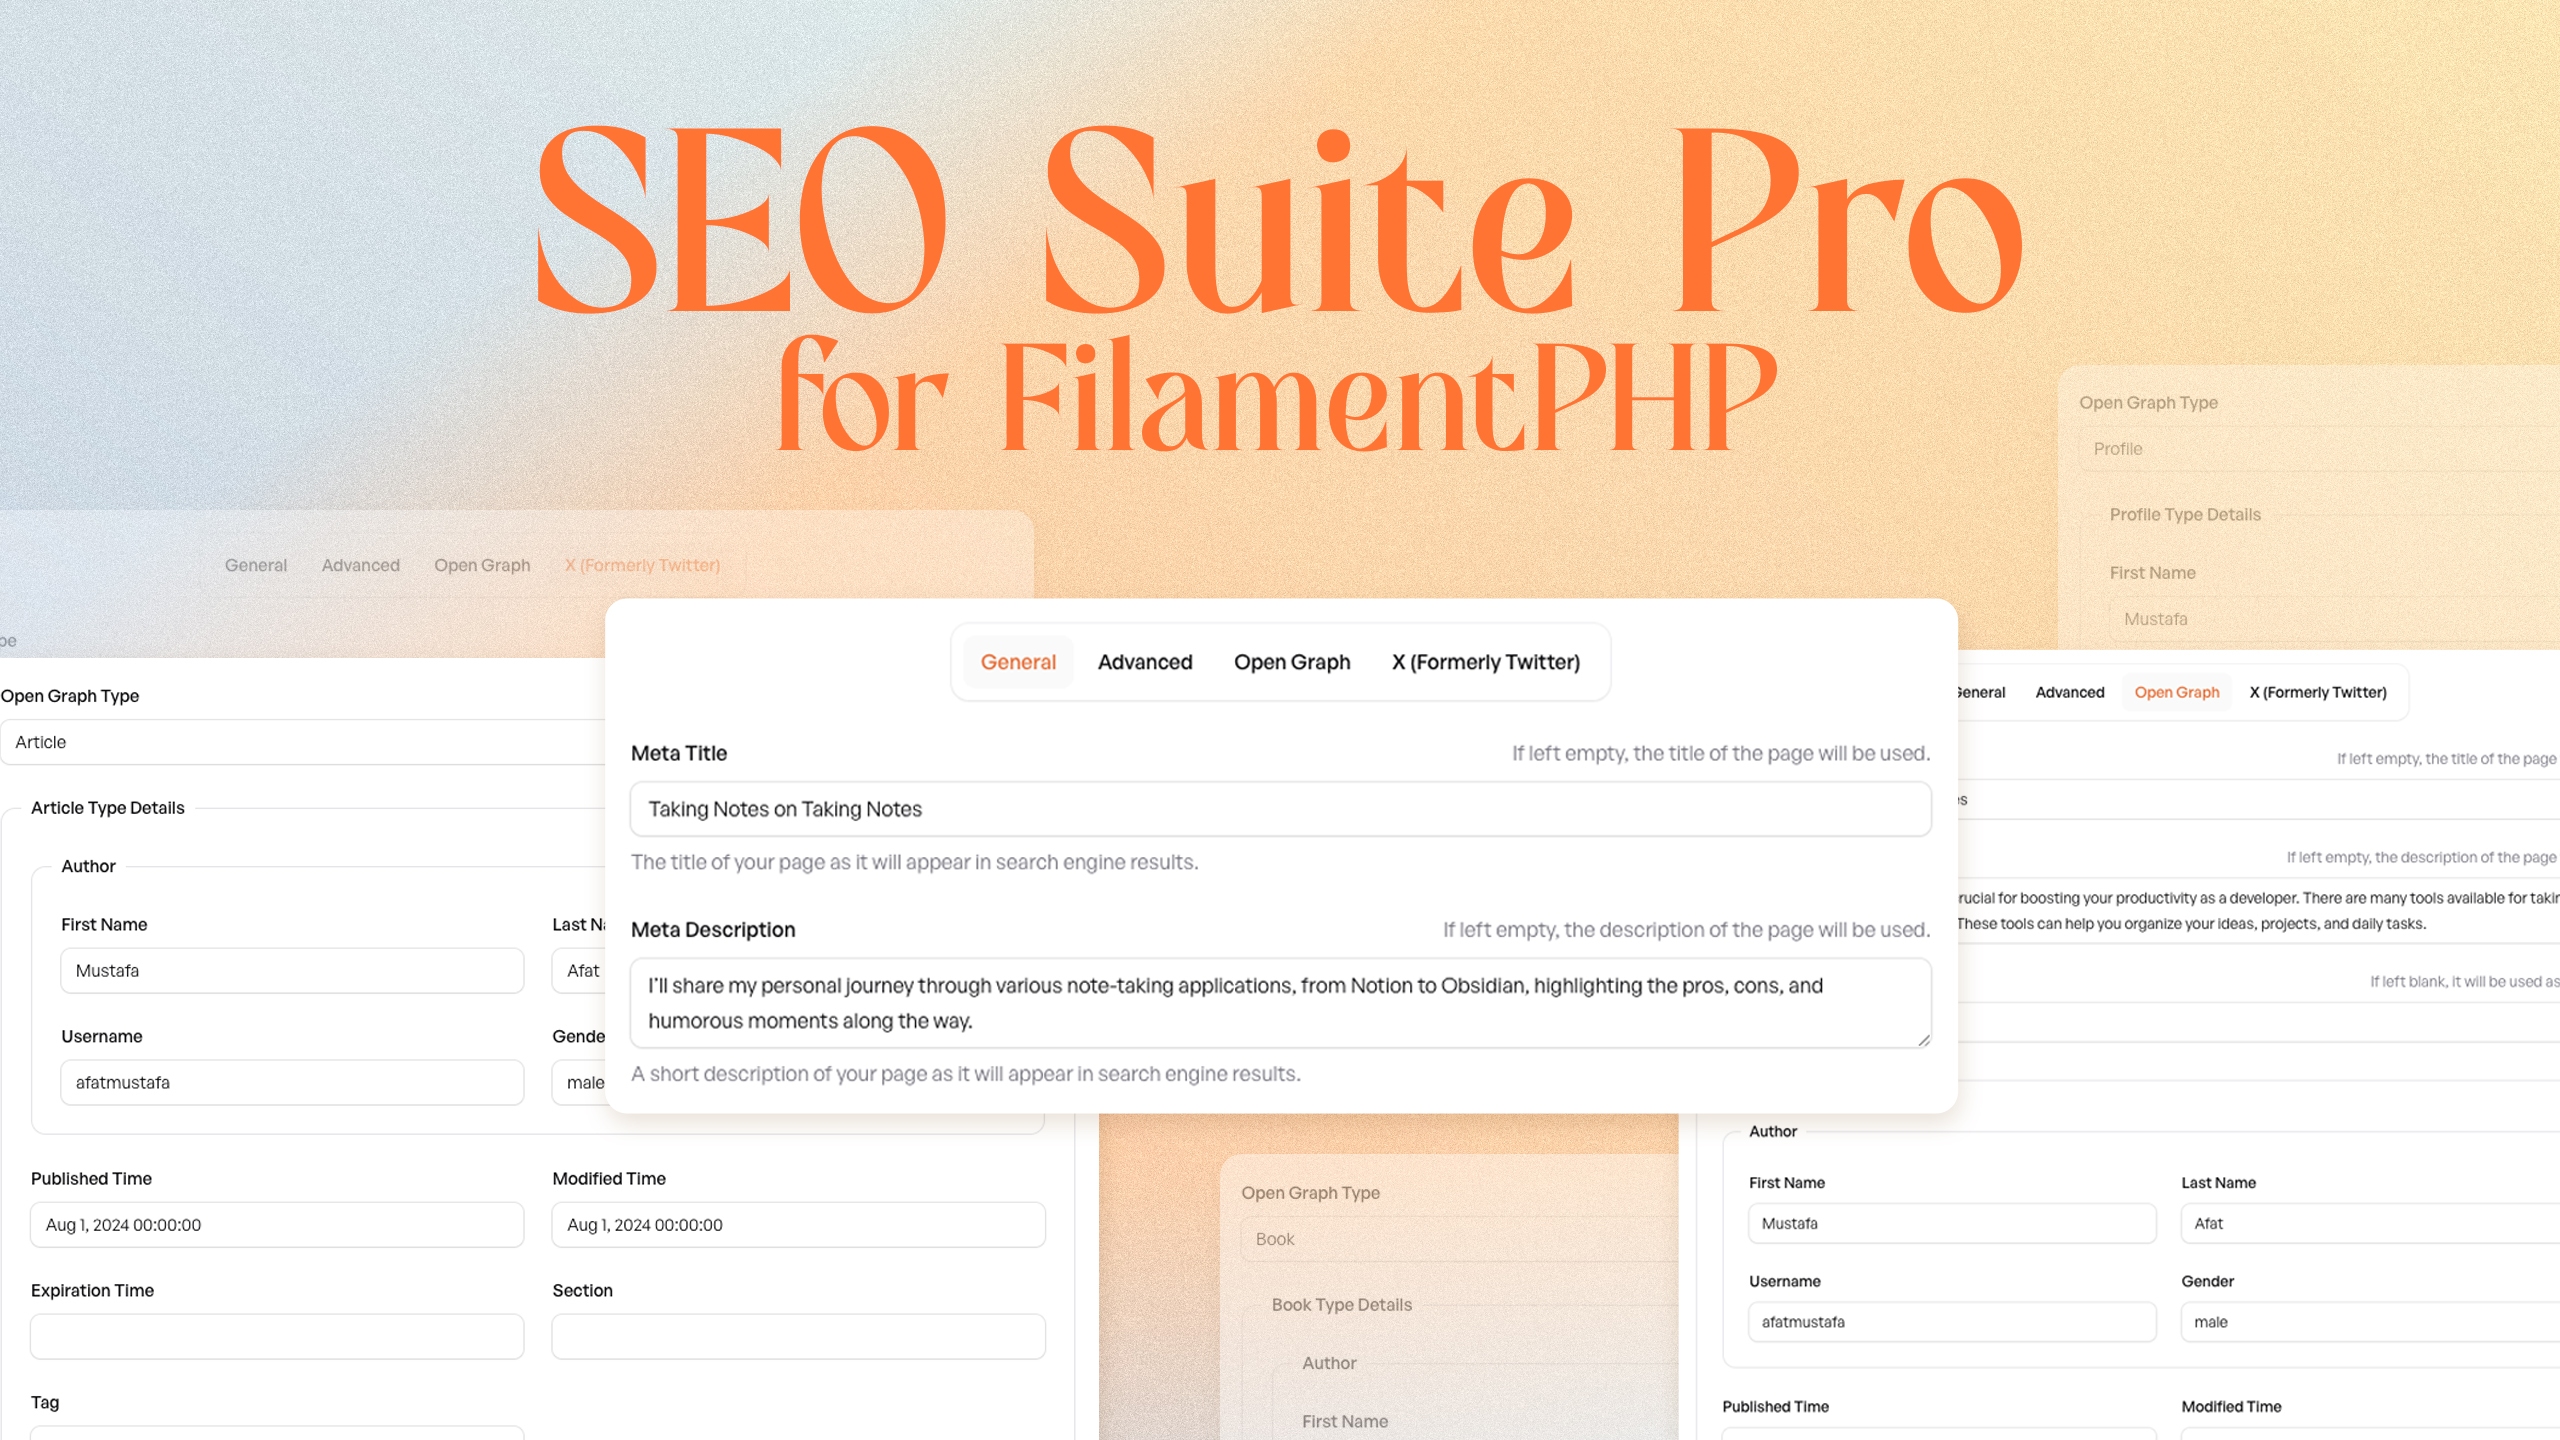 SEO Suite Pro
for FilamentPHP
Open Graph Type
Profile
Profile Type Details
First Name
Mustafa
General Advanced Open Graph X (Formerly Twitter)
Open Graph Type
Article
Article Type Details
Author
First Name
Mustafa
Afat
Username
afatmustafa
male
Published Time Modified Time
Aug 1, 2024 00:00:00 Aug 1, 2024 00:00:00
Expiration Time Section
Tag
General Advanced Open Graph X (Formerly Twitter)
Meta Title If left empty, the title of the page will be used.
Taking Notes on Taking Notes
The title of your page as it will appear in search engine results.
Meta Description If left empty, the description of the page will be used.
I'll share my personal journey through various note-taking applications, from Notion to Obsidian, highlighting the pros, cons, and
humorous moments along the way.
A short description of your page as it will appear in search engine results.
Open Graph Type
Book
Book Type Details
Author
First Name
Advanced Open Graph X (Formerly Twitter)
If left empty, the title of the page
If left empty, the description of the page
for boosting your productivity as a developer. There are many tools available for
These tools can help you organize your ideas, projects, and daily tasks.
If left blank, it will be used as
Author
First Name Last Name
Mustafa Afat
Username Gender
afatmustafa male
Published Time Modified Time